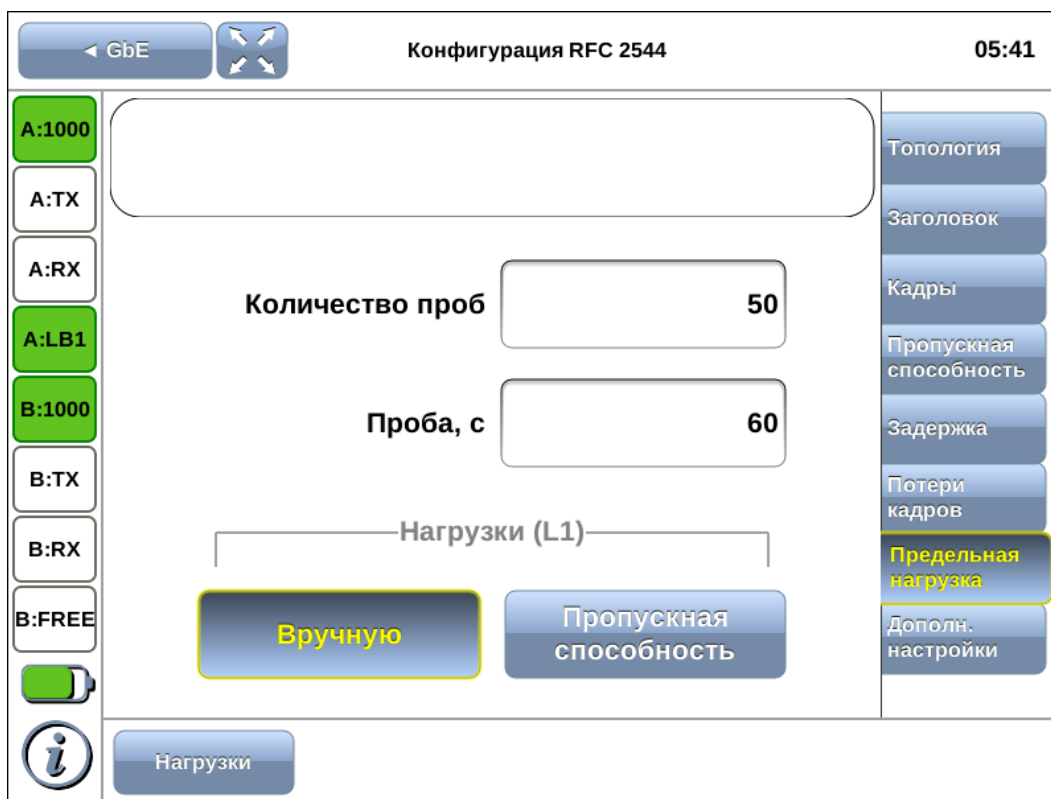 ◄ GbE
Конфигурация RFC 2544
05:41
A:1000
A:TX
A:RX
A:LB1
B:1000
B:TX
B:RX
B:FREE
i
Количество проб
50
Проба, с
60
Нагрузки (L1)
Вручную
Пропускная
способность
Топология
Заголовок
Кадры
Пропускная
способность
Задержка
Потери
кадров
Предельная
нагрузка
Дополн.
настройки
Нагрузки